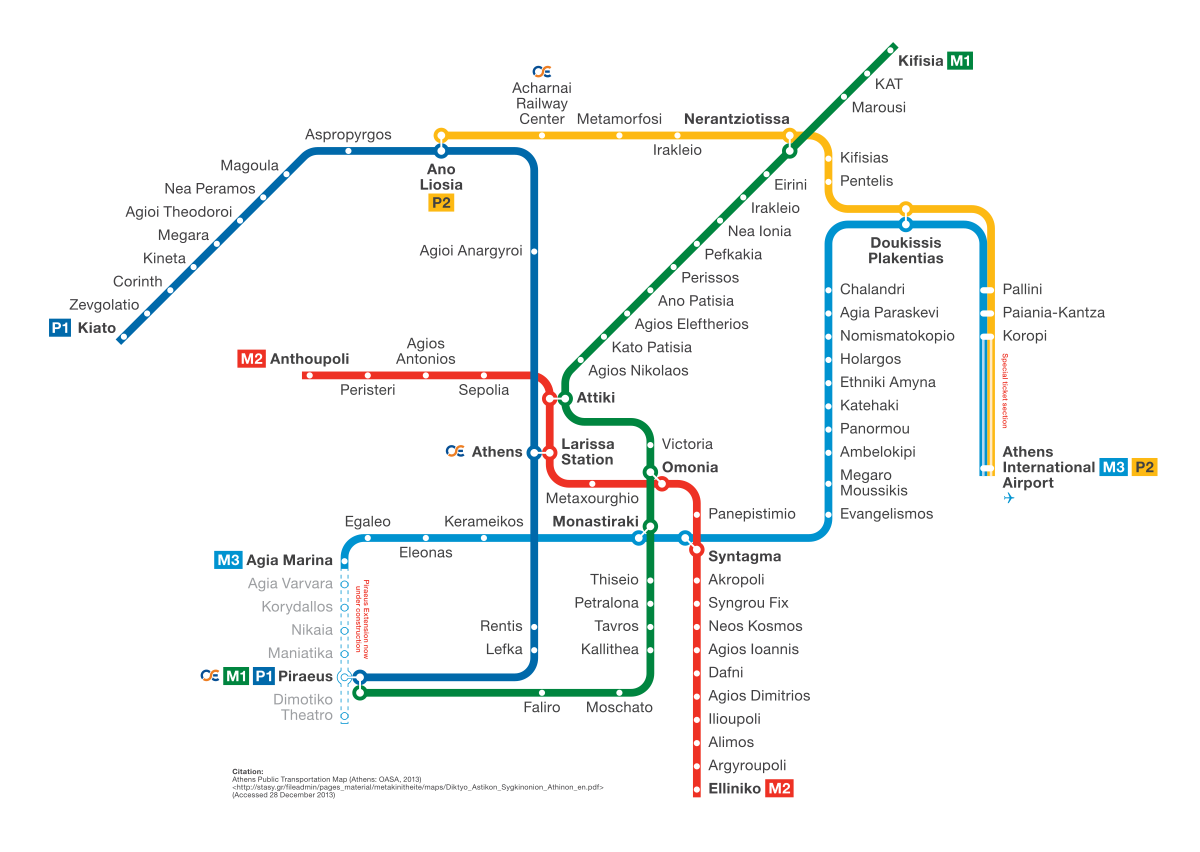 Kifisia M1
KAT
Marousi
Acharnai
Railway
Center
Metamorfosi
Nerantziotissa
Irakleio
Aspropyrgos
Magoula
Nea Peramos
Agioi Theodoroi
Megara
Kineta
Corinth
Zevgolatio
P1 Kiato
Ano
Liosia
P2
Agioi Anargyroi
Kifisias
Pentelis
Eirini
Irakleio
Nea Ionia
Pefkakia
Perissos
Ano Patisia
Agios Eleftherios
Kato Patisia
Agios Nikolaos
Doukissis
Plakentias
Chalandri
Agia Paraskevi
Nomismatokopio
Holargos
Ethniki Amyna
Katehaki
Panormou
Ambelokipi
Megaro
Moussikis
Evangelismos
Pallini
Paiania-Kantza
Koropi
Special ticket section
Athens
International M3 P2
Airport
M2 Anthoupoli
Peristeri
Agios
Antonios
Sepolia
Attiki
OE Athens
Larissa
Station
Victoria
Omonia
Metaxourghio
Monastiraki
Panepistimio
Syntagma
Egaleo
Eleonas
Kerameikos
M3 Agia Marina
Agia Varvara
Korydallos
Nikaia
Maniatika
Piraeus Extension now
under construction
OE M1 P1 Piraeus
Dimotiko
Theatro
Rentis
Lefka
Thiseio
Petralona
Tavros
Kallithea
Faliro
Moschato
Akropoli
Syngrou Fix
Neos Kosmos
Agios Ioannis
Dafni
Agios Dimitrios
Ilioupoli
Alimos
Argyroupoli
Elliniko M2
Citation:
Athens Public Transportation Map (Athens: OASA, 2013)
<http://stasy.gr/fileadmin/pages_material/metakinitheite/maps/Diktyo_Astikon_Sygkinonion_Athinon_en.pdf>
(Accessed 28 December 2013)